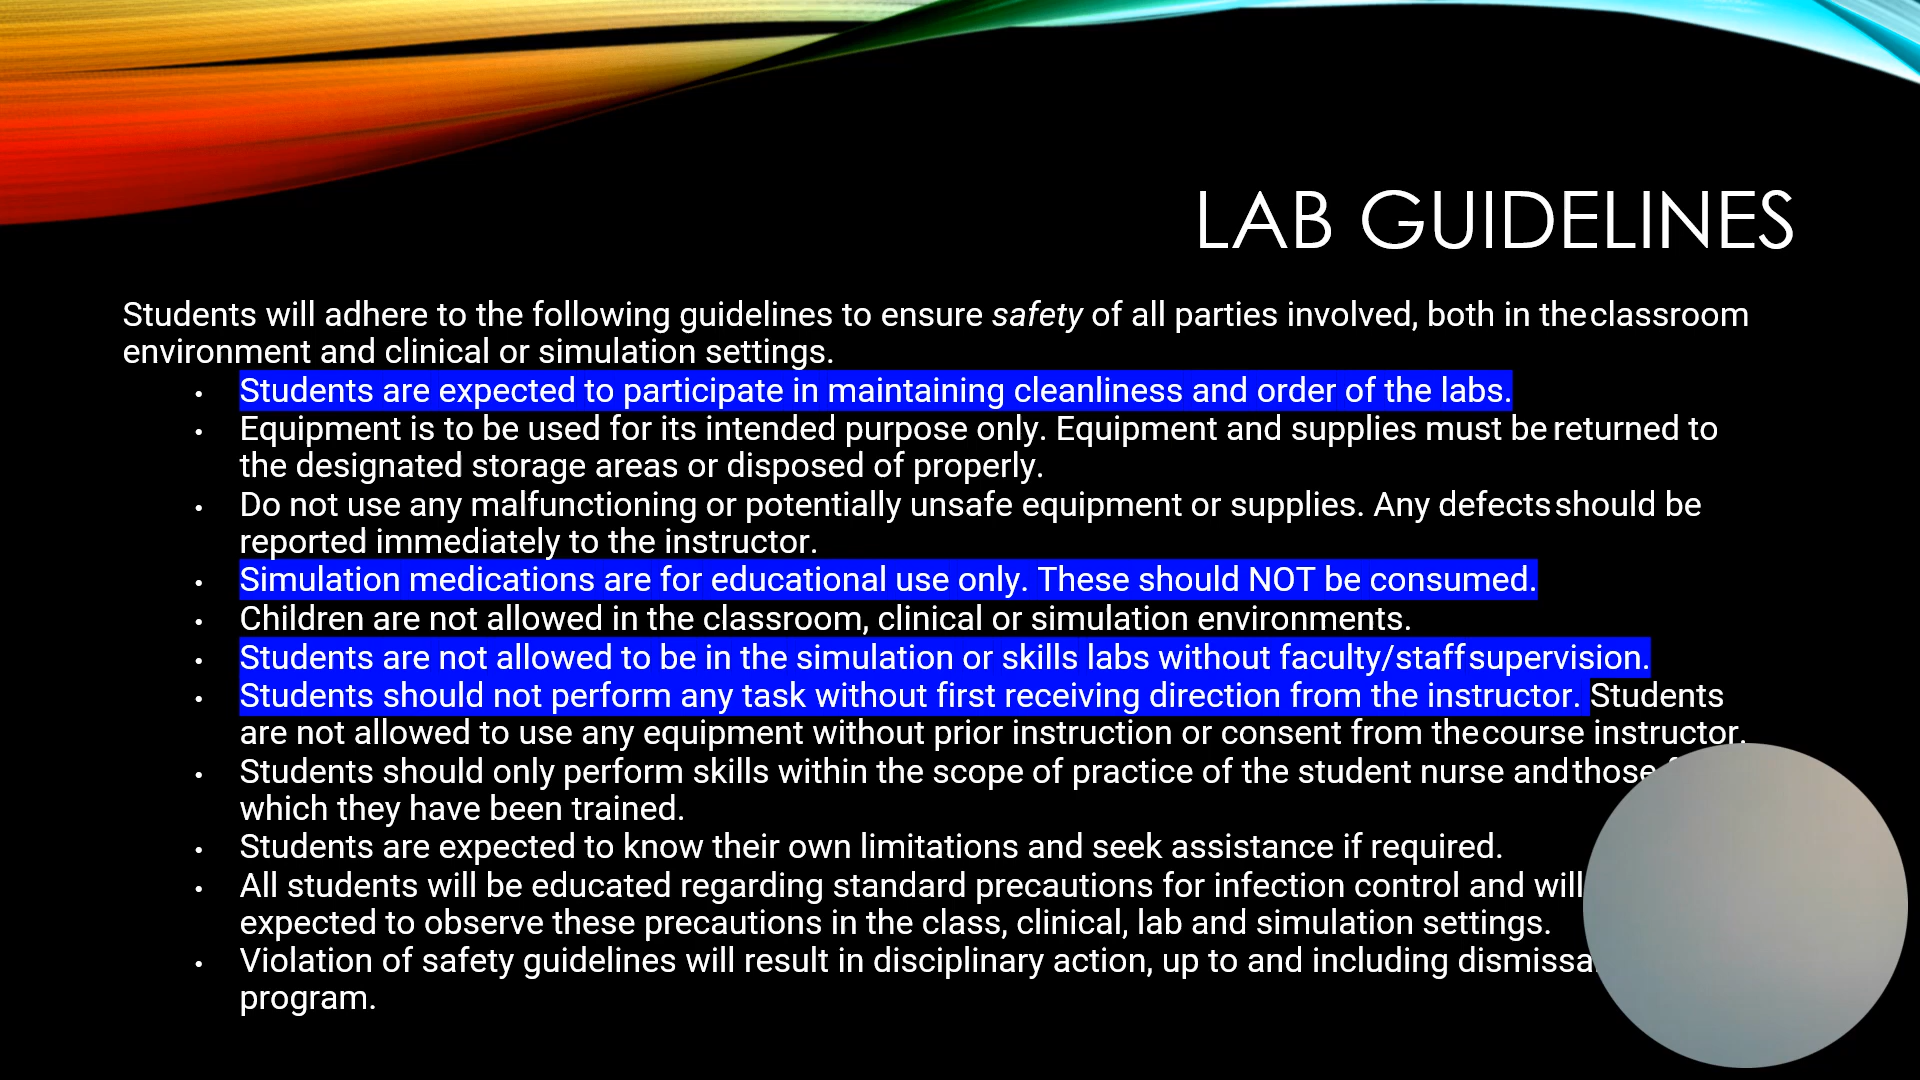 LAB GUIDELINES
Students will adhere to the following guidelines to ensure safety of all parties involved, both in the classroom
environment and clinical or simulation settings.
• Students are expected to participate in maintaining cleanliness and order of the labs.
• Equipment is to be used for its intended purpose only. Equipment and supplies must be returned to
the designated storage areas or disposed of properly.
• Do not use any malfunctioning or potentially unsafe equipment or supplies. Any defects should be
reported immediately to the instructor.
• Simulation medications are for educational use only. These should NOT be consumed.
• Children are not allowed in the classroom, clinical or simulation environments.
• Students are not allowed to be in the simulation or skills labs without faculty/staff supervision.
• Students should not perform any task without first receiving direction from the instructor. Students
are not allowed to use any equipment without prior instruction or consent from the course instructor.
• Students should only perform skills within the scope of practice of the student nurse and those
which they have been trained.
• Students are expected to know their own limitations and seek assistance if required.
• All students will be educated regarding standard precautions for infection control and will
expected to observe these precautions in the class, clinical, lab and simulation settings.
• Violation of safety guidelines will result in disciplinary action, up to and including
program.